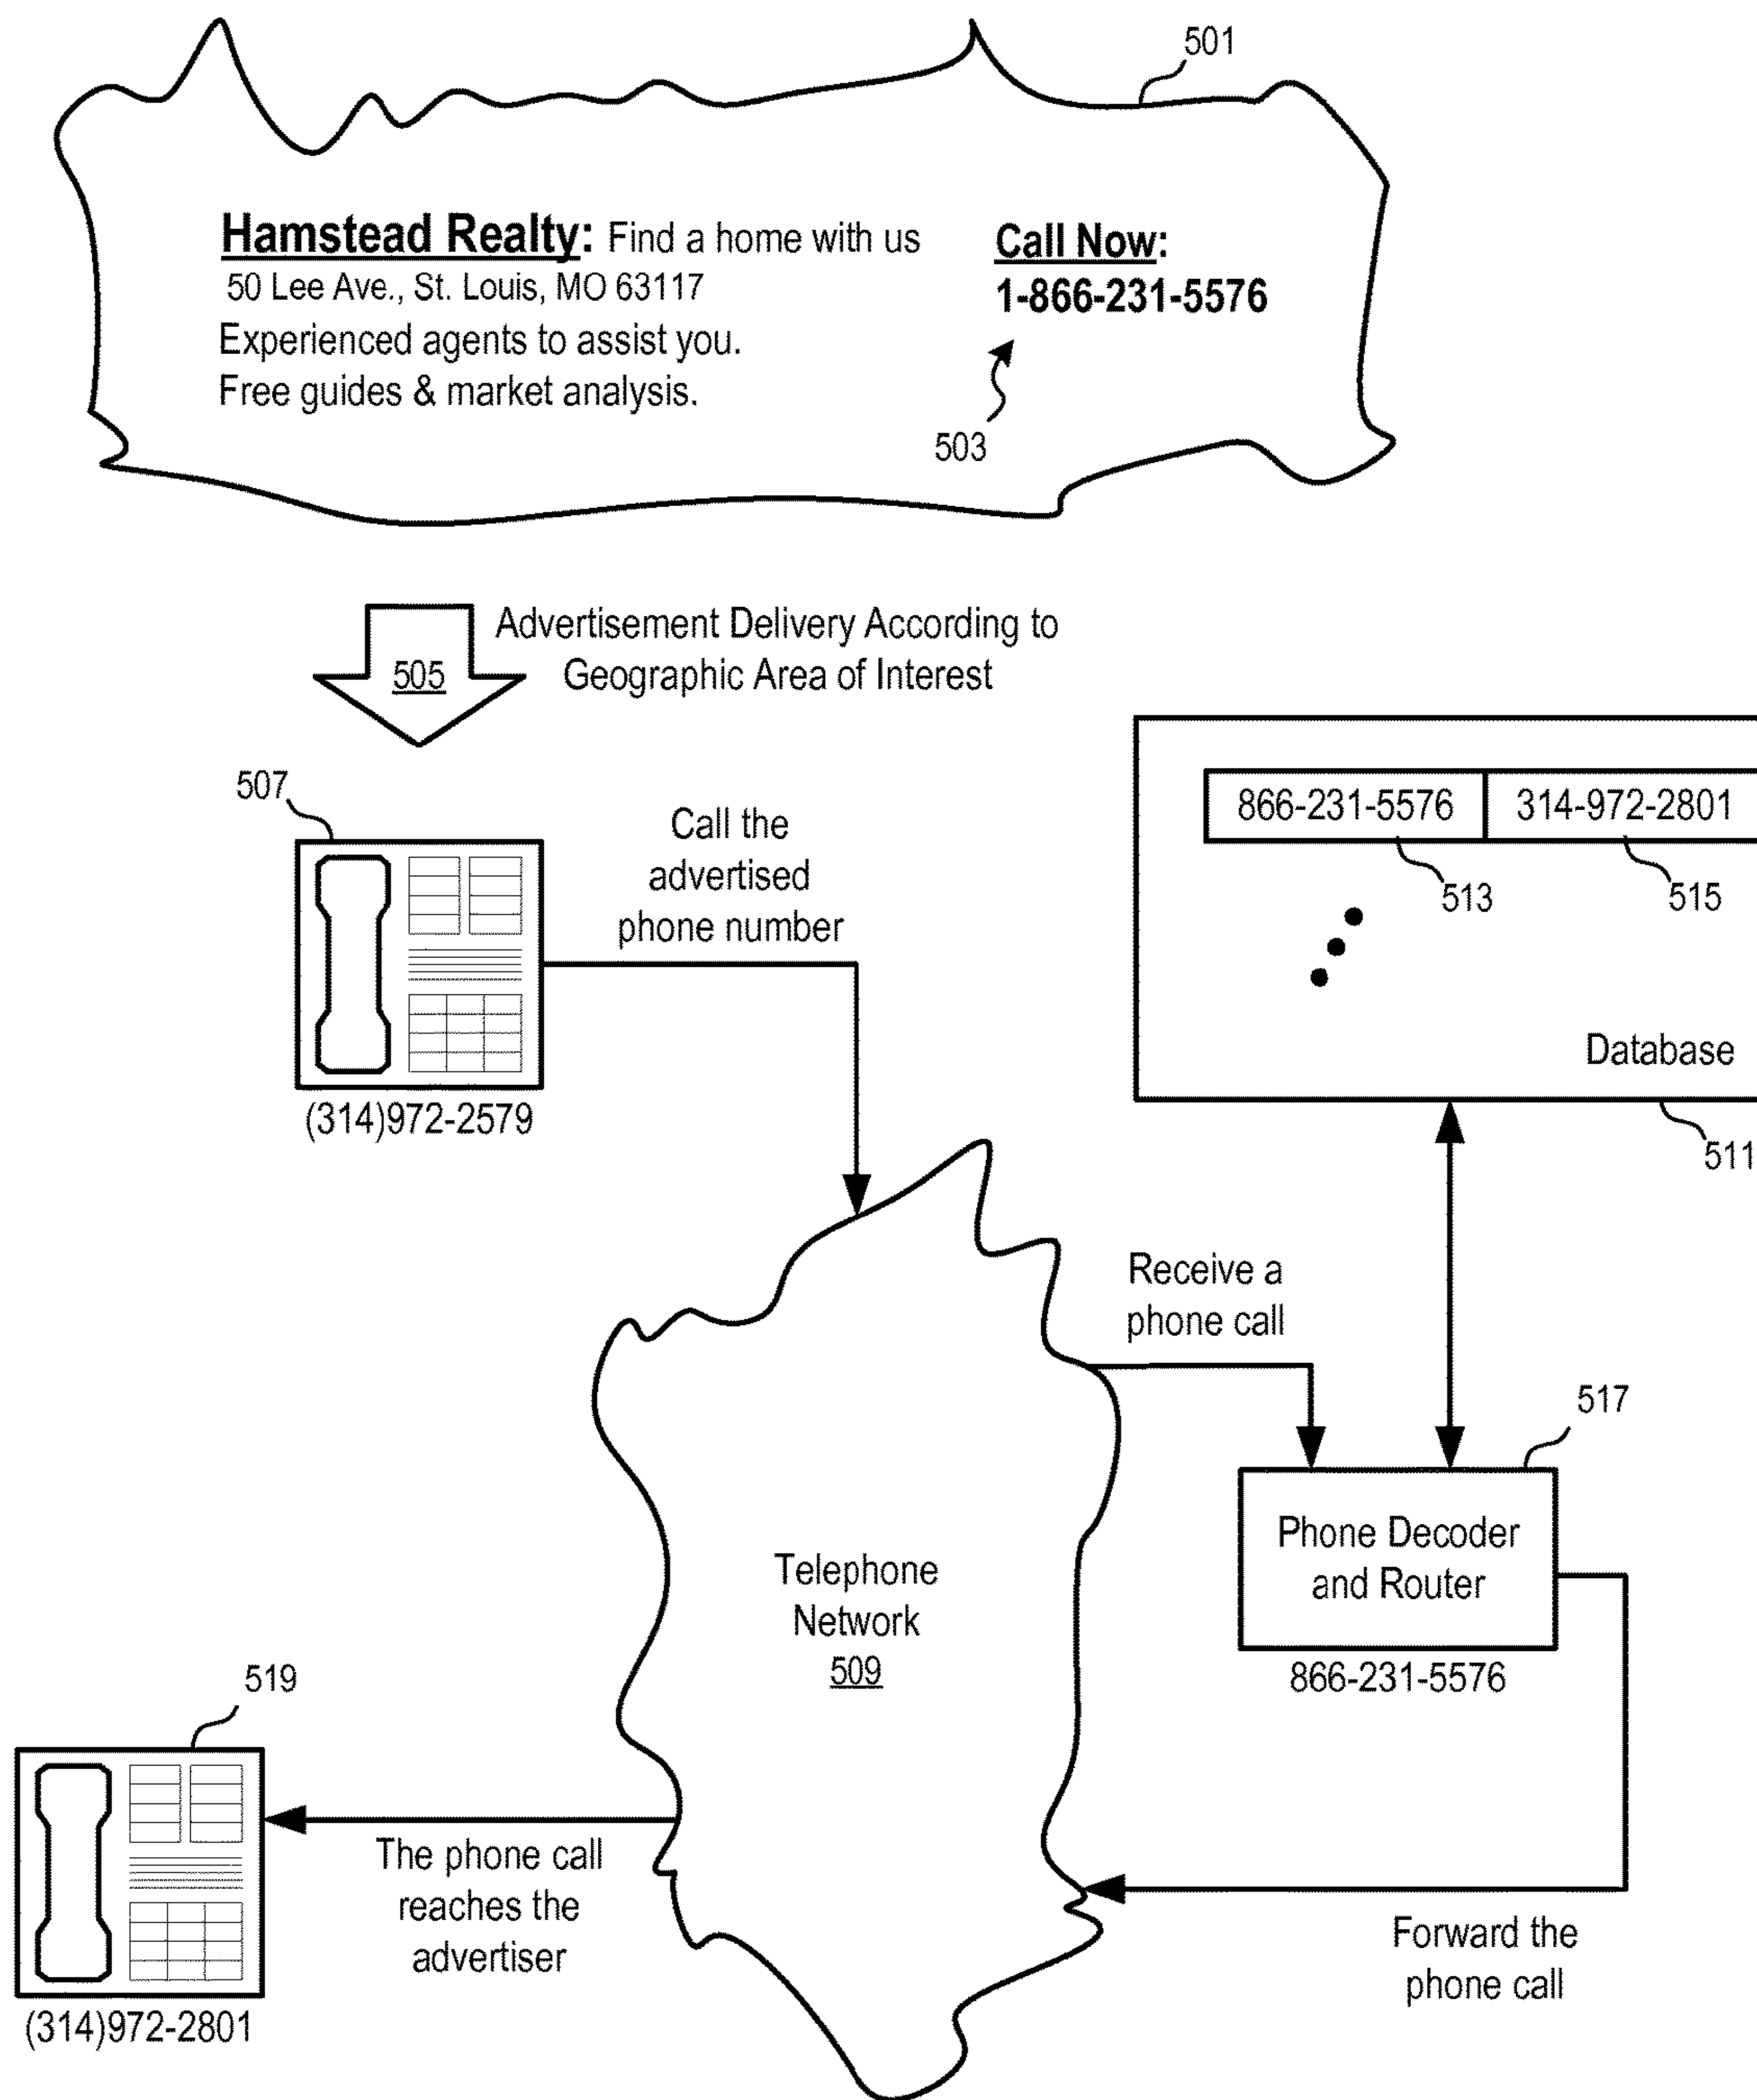 501
Hamstead Realty: Find a home with us
50 Lee Ave., St. Louis, MO 63117
Experienced agents to assist you.
Free guides & market analysis.
Call Now:
1-866-231-5576
503
505
Advertisement Delivery According to
Geographic Area of Interest
507
(314)972-2579
Call the
advertised
phone number
866-231-5576
314-972-2801
513
515
Database
511
Receive a
phone call
517
Phone Decoder
and Router
866-231-5576
Telephone
Network
509
519
(314)972-2801
The phone call
reaches the
advertiser
Forward the
phone call